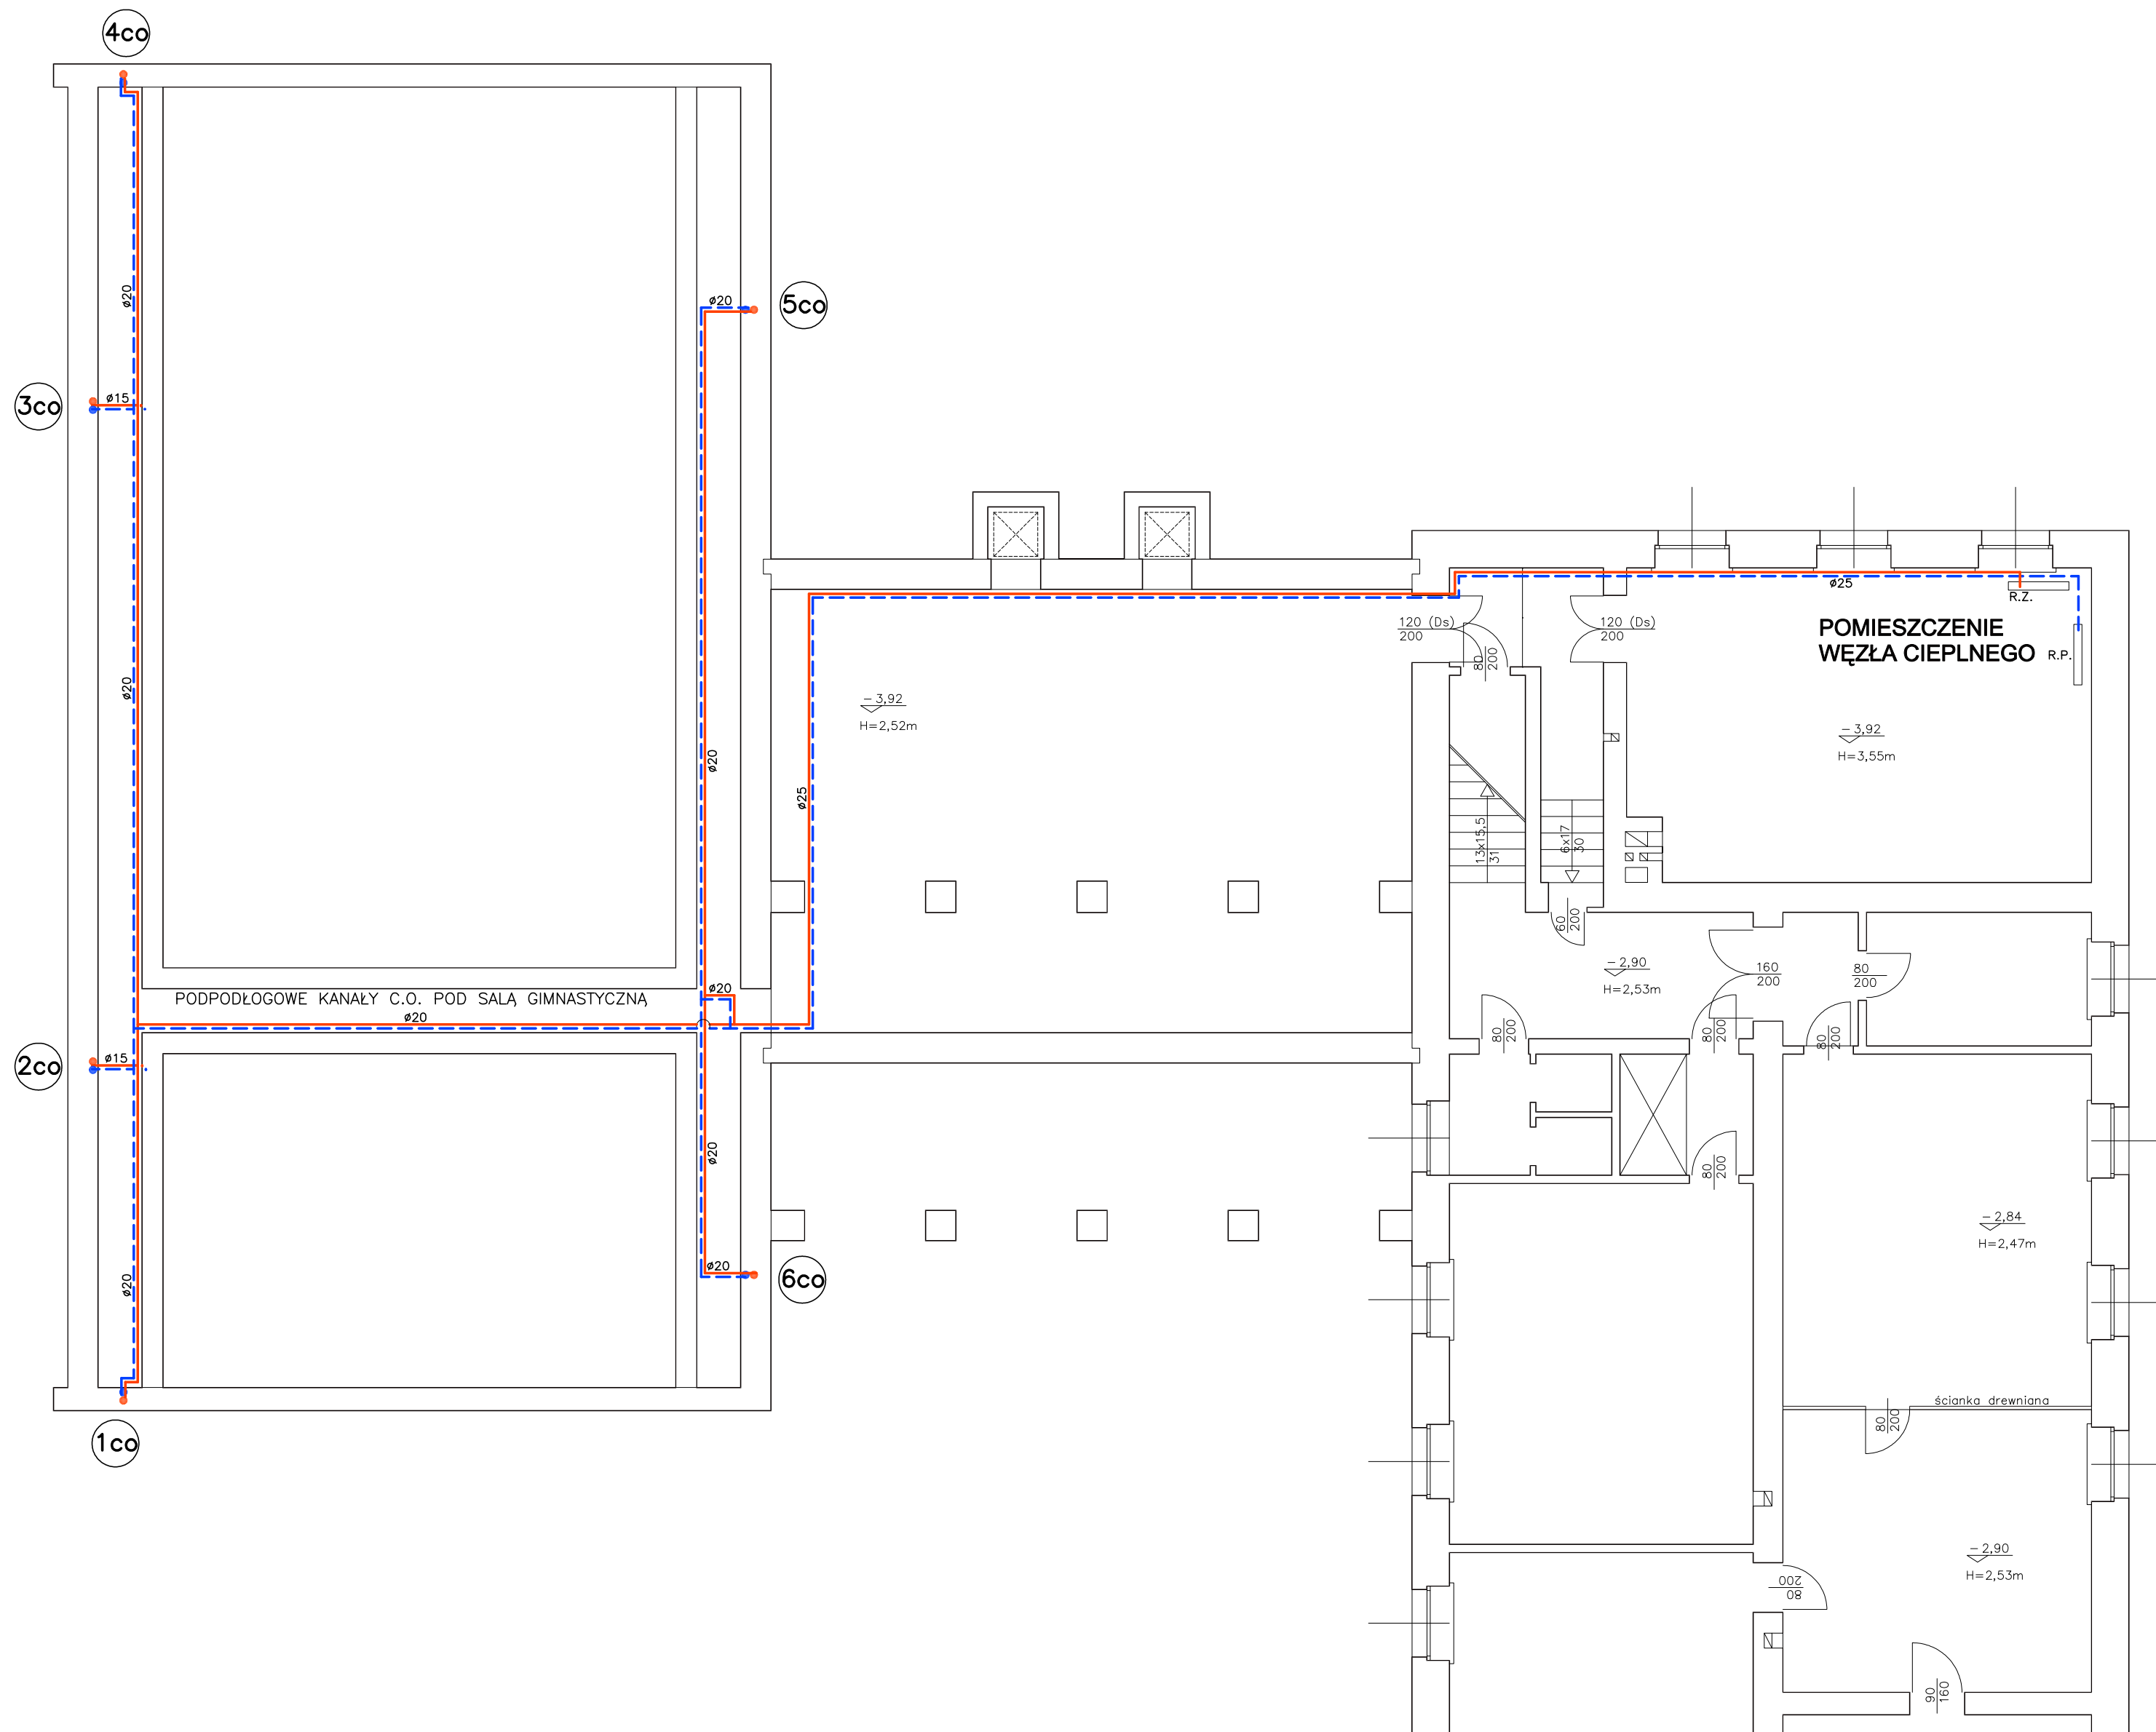 4co
ø20
5co
ø20
3co
ø15
ø25
R.Z.
POMIESZCZENIE
WĘZŁA CIEPLNEGO
R.P.
120 (Ds)
200
120 (Ds)
200
80
200
-3,92
H=2,52m
-3,92
H=3,55m
ø20
ø20
ø25
13x15,5
31
6x17
30
60
200
-2,90
H=2,53m
160
200
80
200
ø20
PODPODŁOGOWE KANAŁY C.O. POD SALĄ GIMNASTYCZNĄ
ø20
80
200
80
200
80
200
2co
ø15
ø20
80
200
-2,84
H=2,47m
ø20
ø20
6co
1co
ścianka drewniana
80
200
-2,90
H=2,53m
80
200
90
160